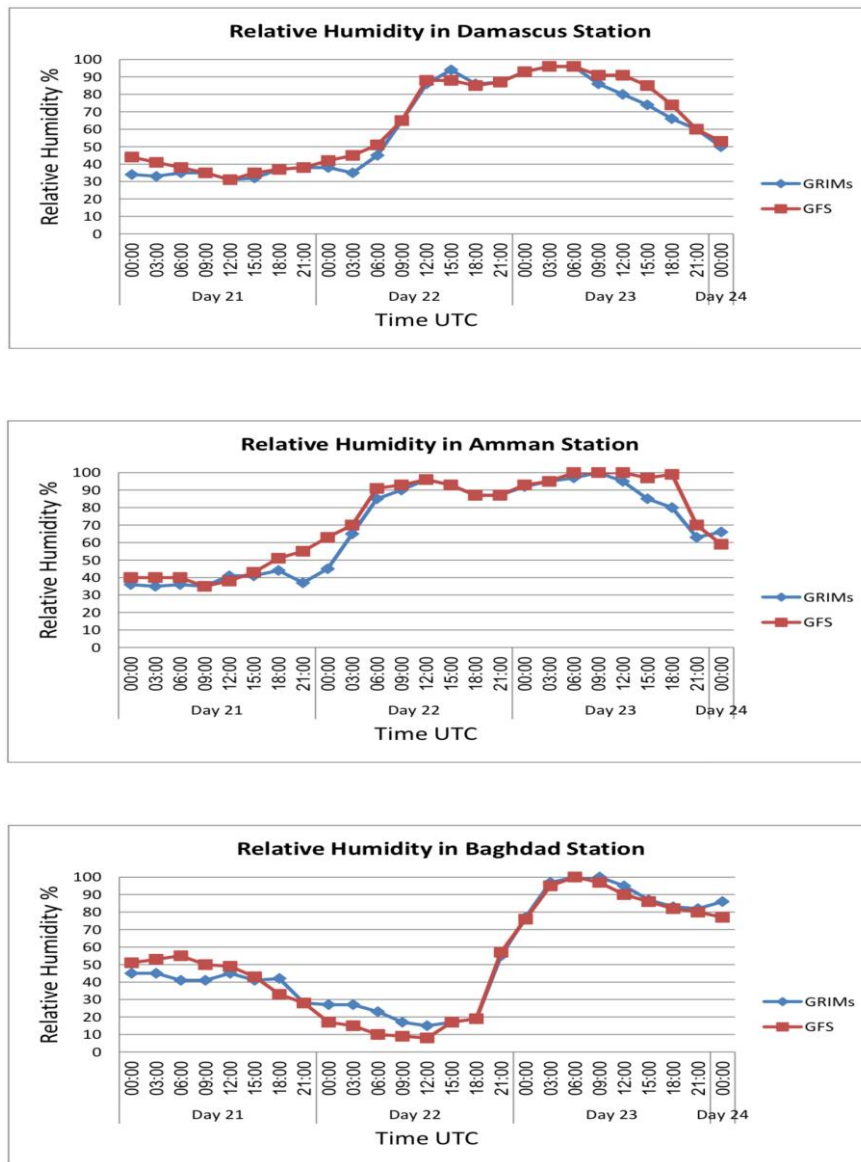 Relative Humidity in Damascus Station
Relative Humidity %
100
90
80
70
60
50
40
30
20
10
0
00:00 03:00 06:00 09:00 12:00 15:00 18:00 21:00 00:00 03:00 06:00 09:00 12:00 15:00 18:00 21:00 00:00 03:00 06:00 09:00 12:00 15:00 18:00 21:00 00:00
Day 21 Day 22 Day 23 Day 24
Time UTC
GRIMs
GFS
Relative Humidity in Amman Station
Relative Humidity %
100
90
80
70
60
50
40
30
20
10
0
00:00 03:00 06:00 09:00 12:00 15:00 18:00 21:00 00:00 03:00 06:00 09:00 12:00 15:00 18:00 21:00 00:00 03:00 06:00 09:00 12:00 15:00 18:00 21:00 00:00
Day 21 Day 22 Day 23 Day 24
Time UTC
GRIMs
GFS
Relative Humidity in Baghdad Station
Relative Humidity %
100
90
80
70
60
50
40
30
20
10
0
00:00 03:00 06:00 09:00 12:00 15:00 18:00 21:00 00:00 03:00 06:00 09:00 12:00 15:00 18:00 21:00 00:00 03:00 06:00 09:00 12:00 15:00 18:00 21:00 00:00
Day 21 Day 22 Day 23 Day 24
Time UTC
GRIMs
GFS